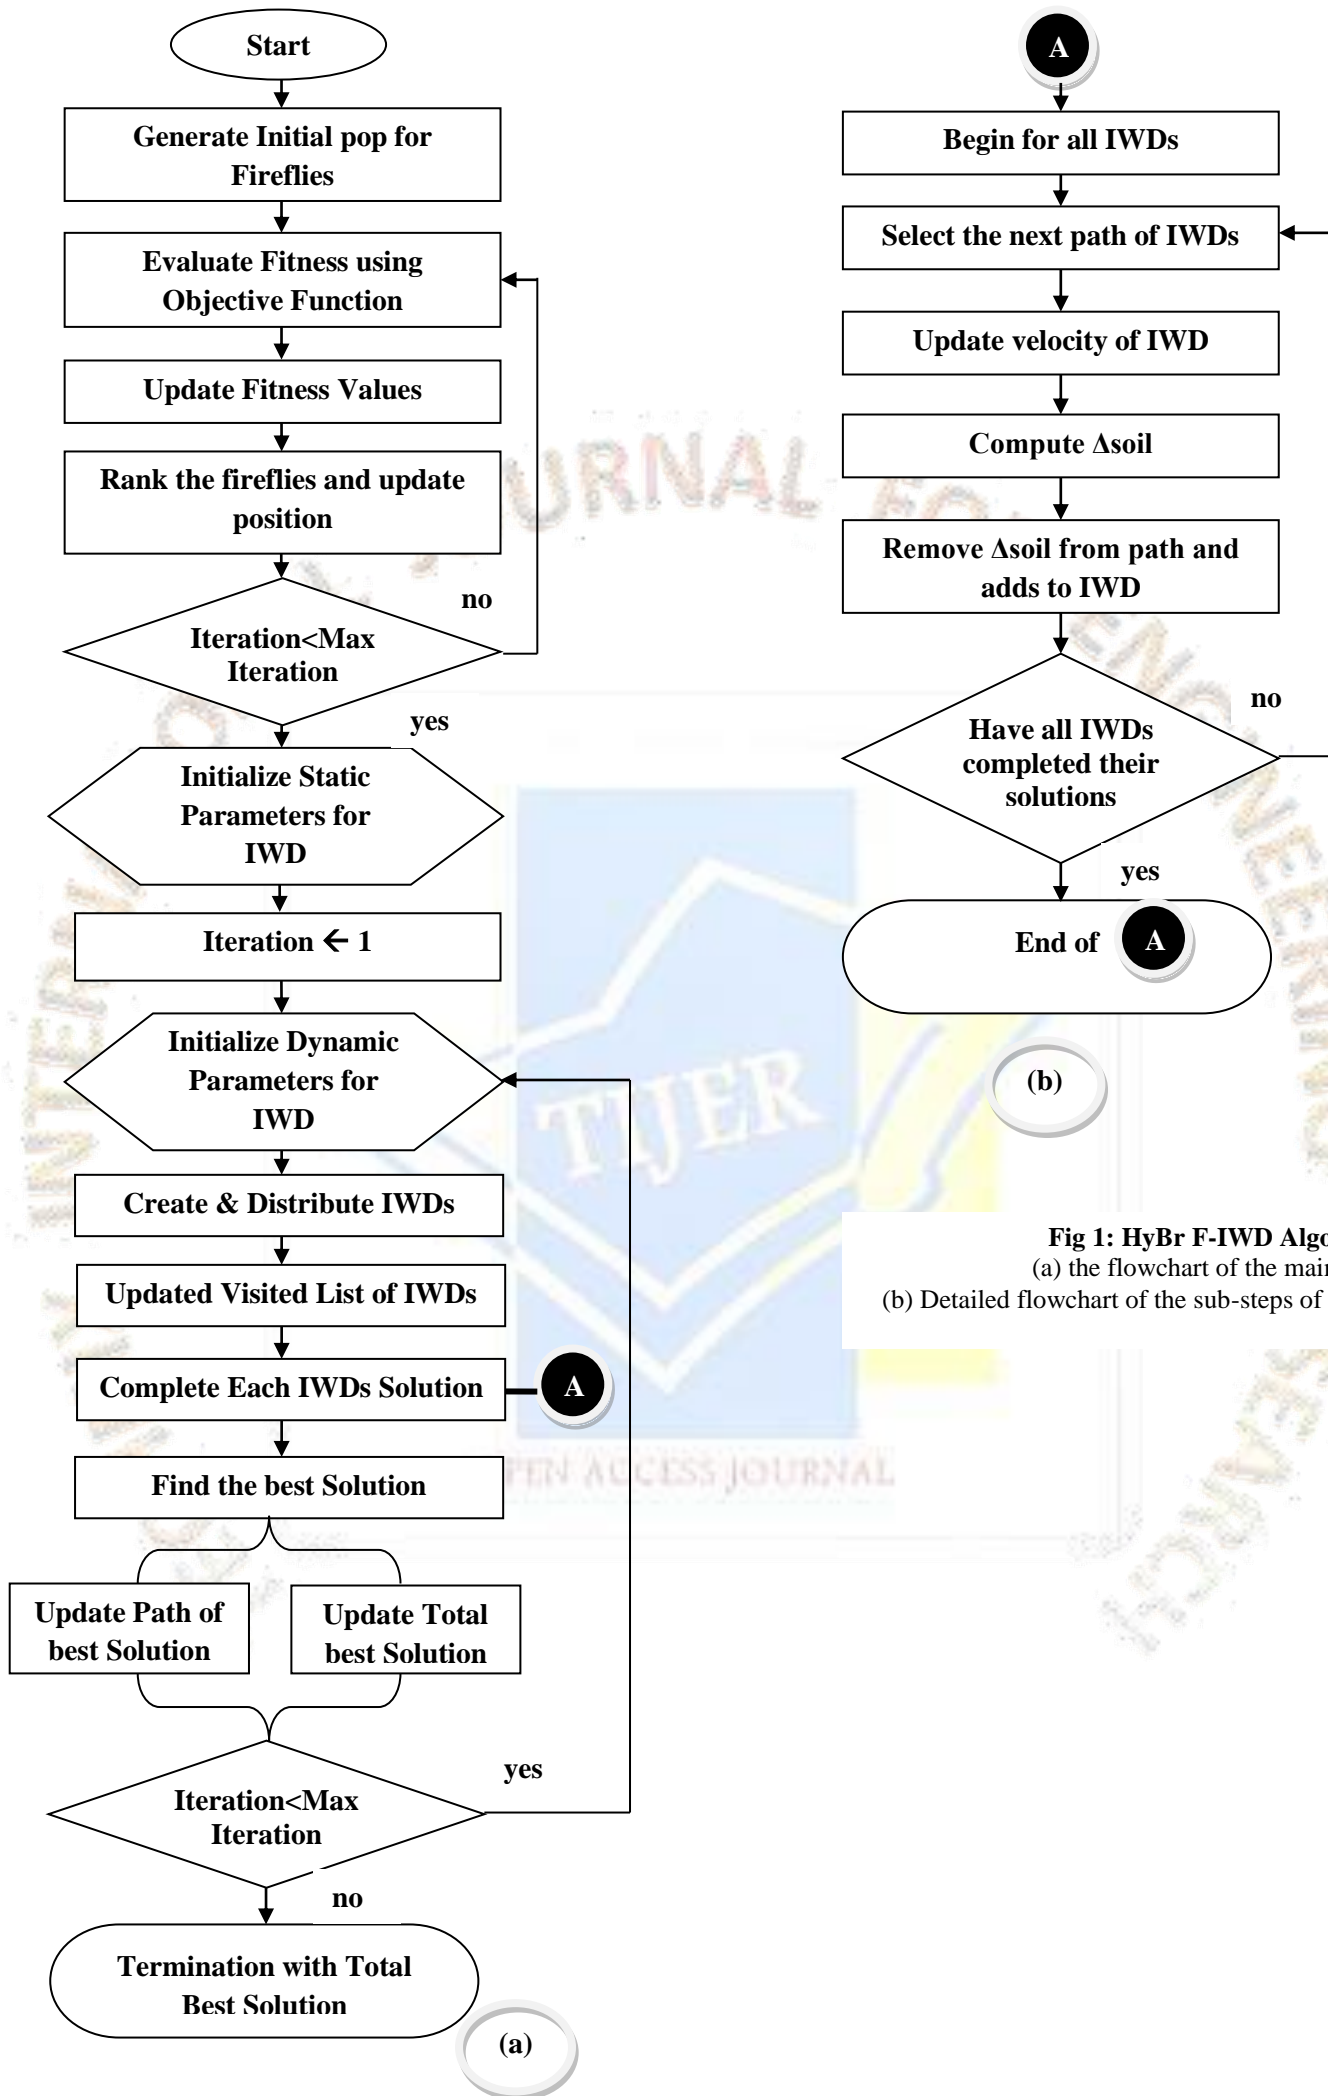 Start
Generate Initial pop for
Fireflies
Evaluate Fitness using
Objective Function
Update Fitness Values
Rank the fireflies and update
position
no
Iteration<Max
Iteration
yes
Initialize Static
Parameters for
IWD
Iteration ← 1
Initialize Dynamic
Parameters for
IWD
Create & Distribute IWDs
Updated Visited List of IWDs
Complete Each IWDs Solution
A
Find the best Solution
Update Path of
best Solution
Update Total
best Solution
yes
Iteration<Max
Iteration
no
Termination with Total
Best Solution
(a)
A
Begin for all IWDs
Select the next path of IWDs
Update velocity of IWD
Compute Δsoil
Remove Δsoil from path and
adds to IWD
no
Have all IWDs
completed their
solutions
yes
End of A
(b)
Fig 1: HyBr F-IWD Algo
(a) the flowchart of the main
(b) Detailed flowchart of the sub-steps of
TIJER
OPEN ACCESS JOURNAL